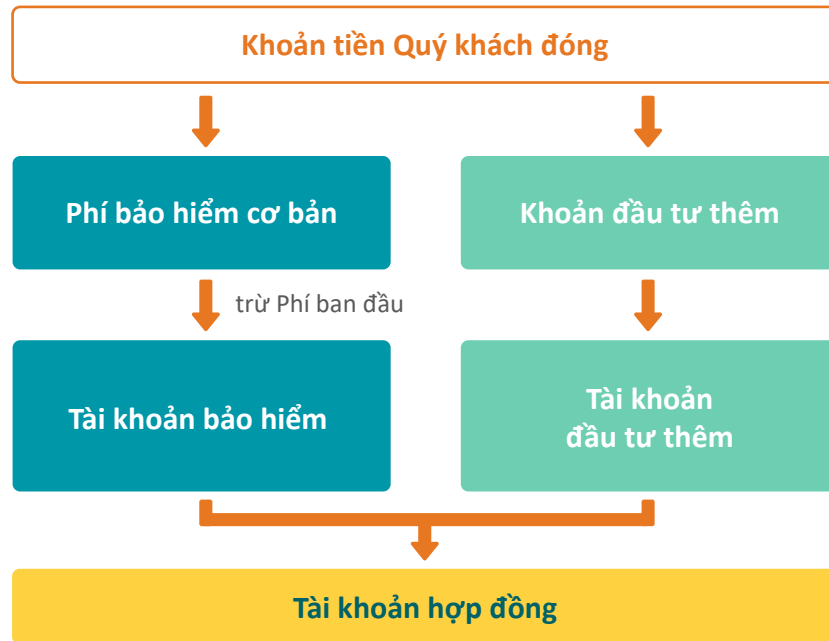 Khoản tiền Quý khách đóng
Phí bảo hiểm cơ bản
Khoản đầu tư thêm
trừ Phí ban đầu
Tài khoản bảo hiểm
Tài khoản
đầu tư thêm
Tài khoản hợp đồng